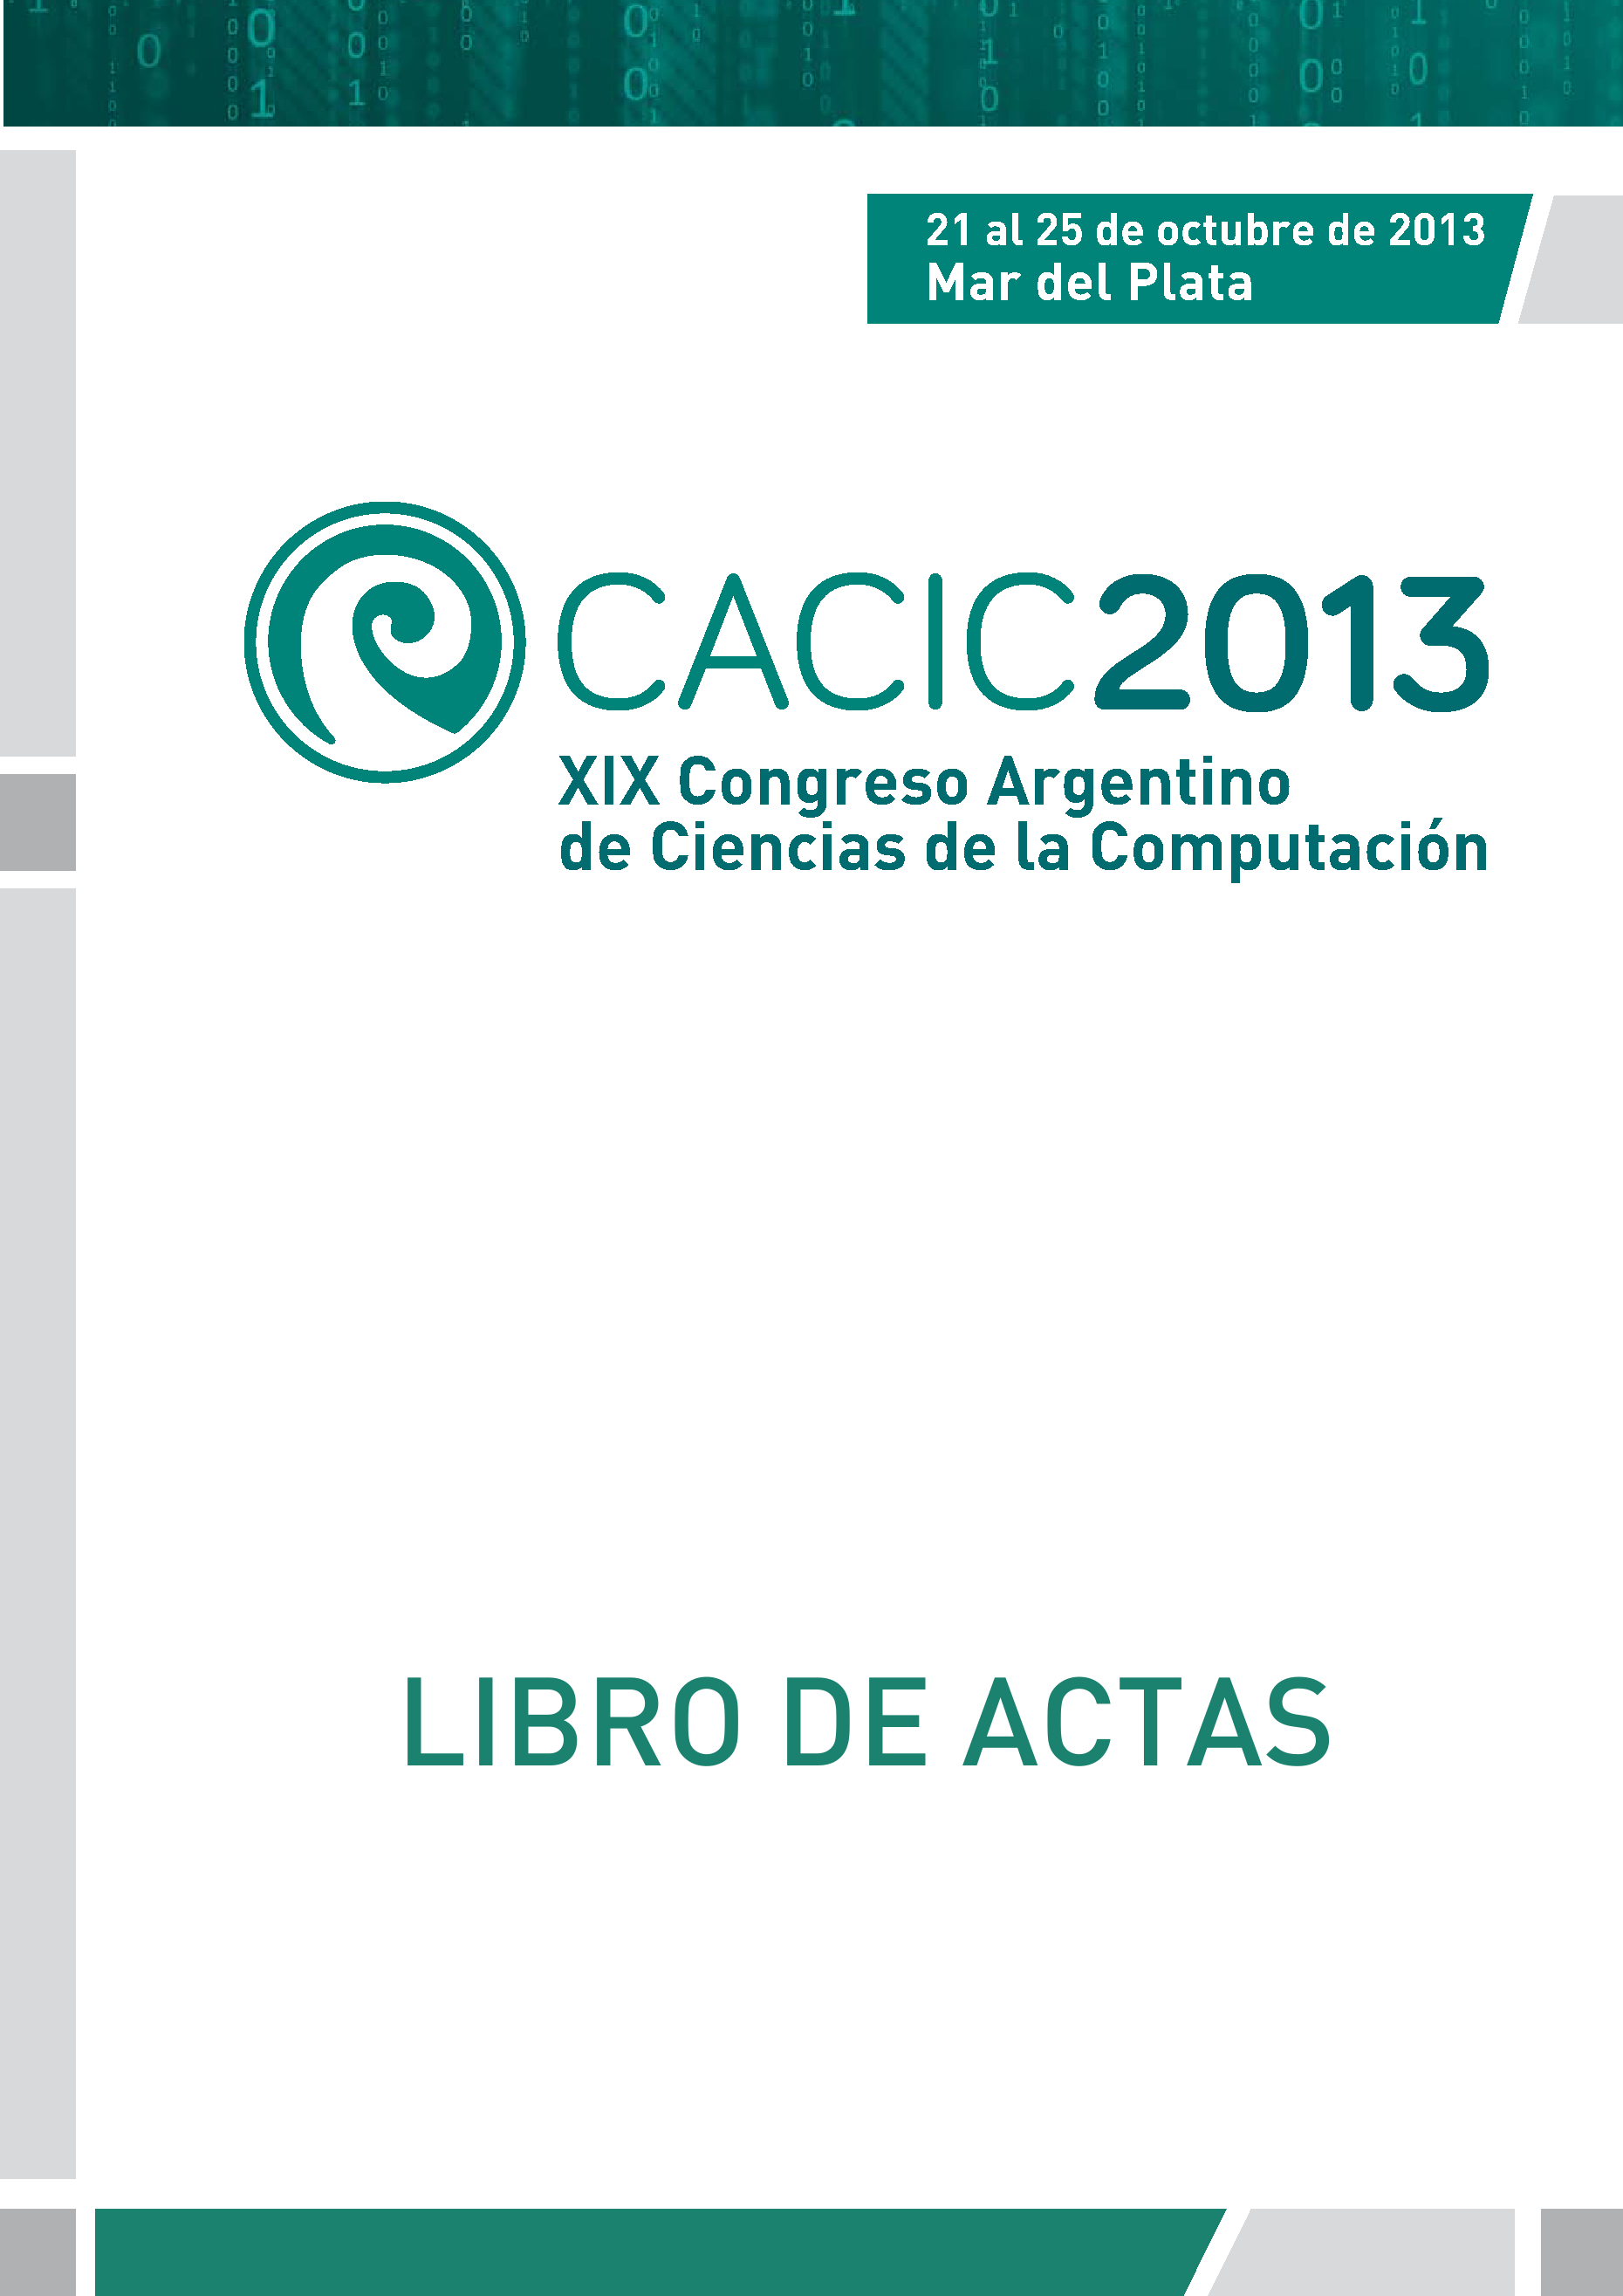 21 al 25 de octubre de 2013
Mar del Plata
CACIC2013
XIX Congreso Argentino
de Ciencias de la Computación
LIBRO DE ACTAS